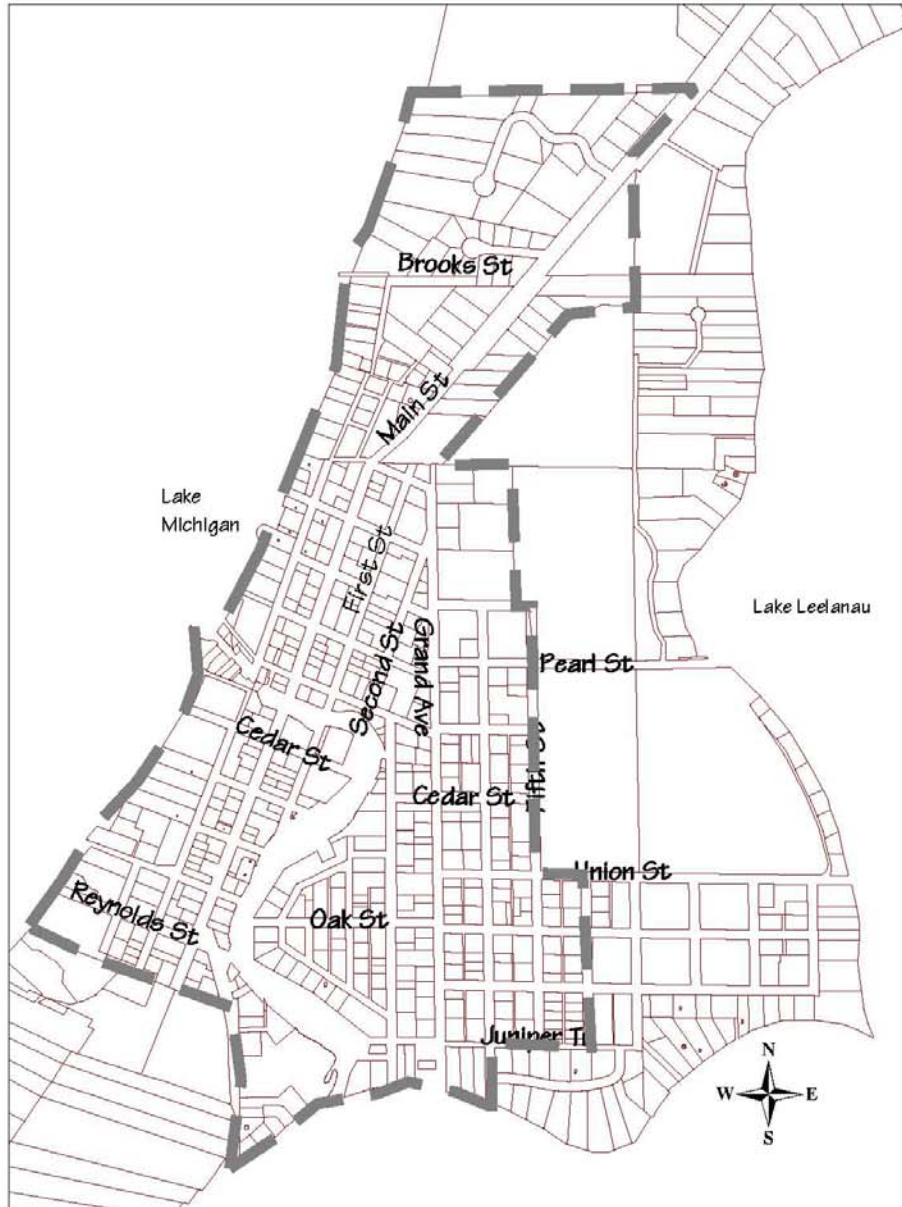 Brooks St
Main St
Lake
Michigan
First St
Lake Leelanau
Second St
Grand Ave
Pearl St
Cedar St
Cedar St
Union St
Reynolds St
Oak St
Juniper
N
W E
S